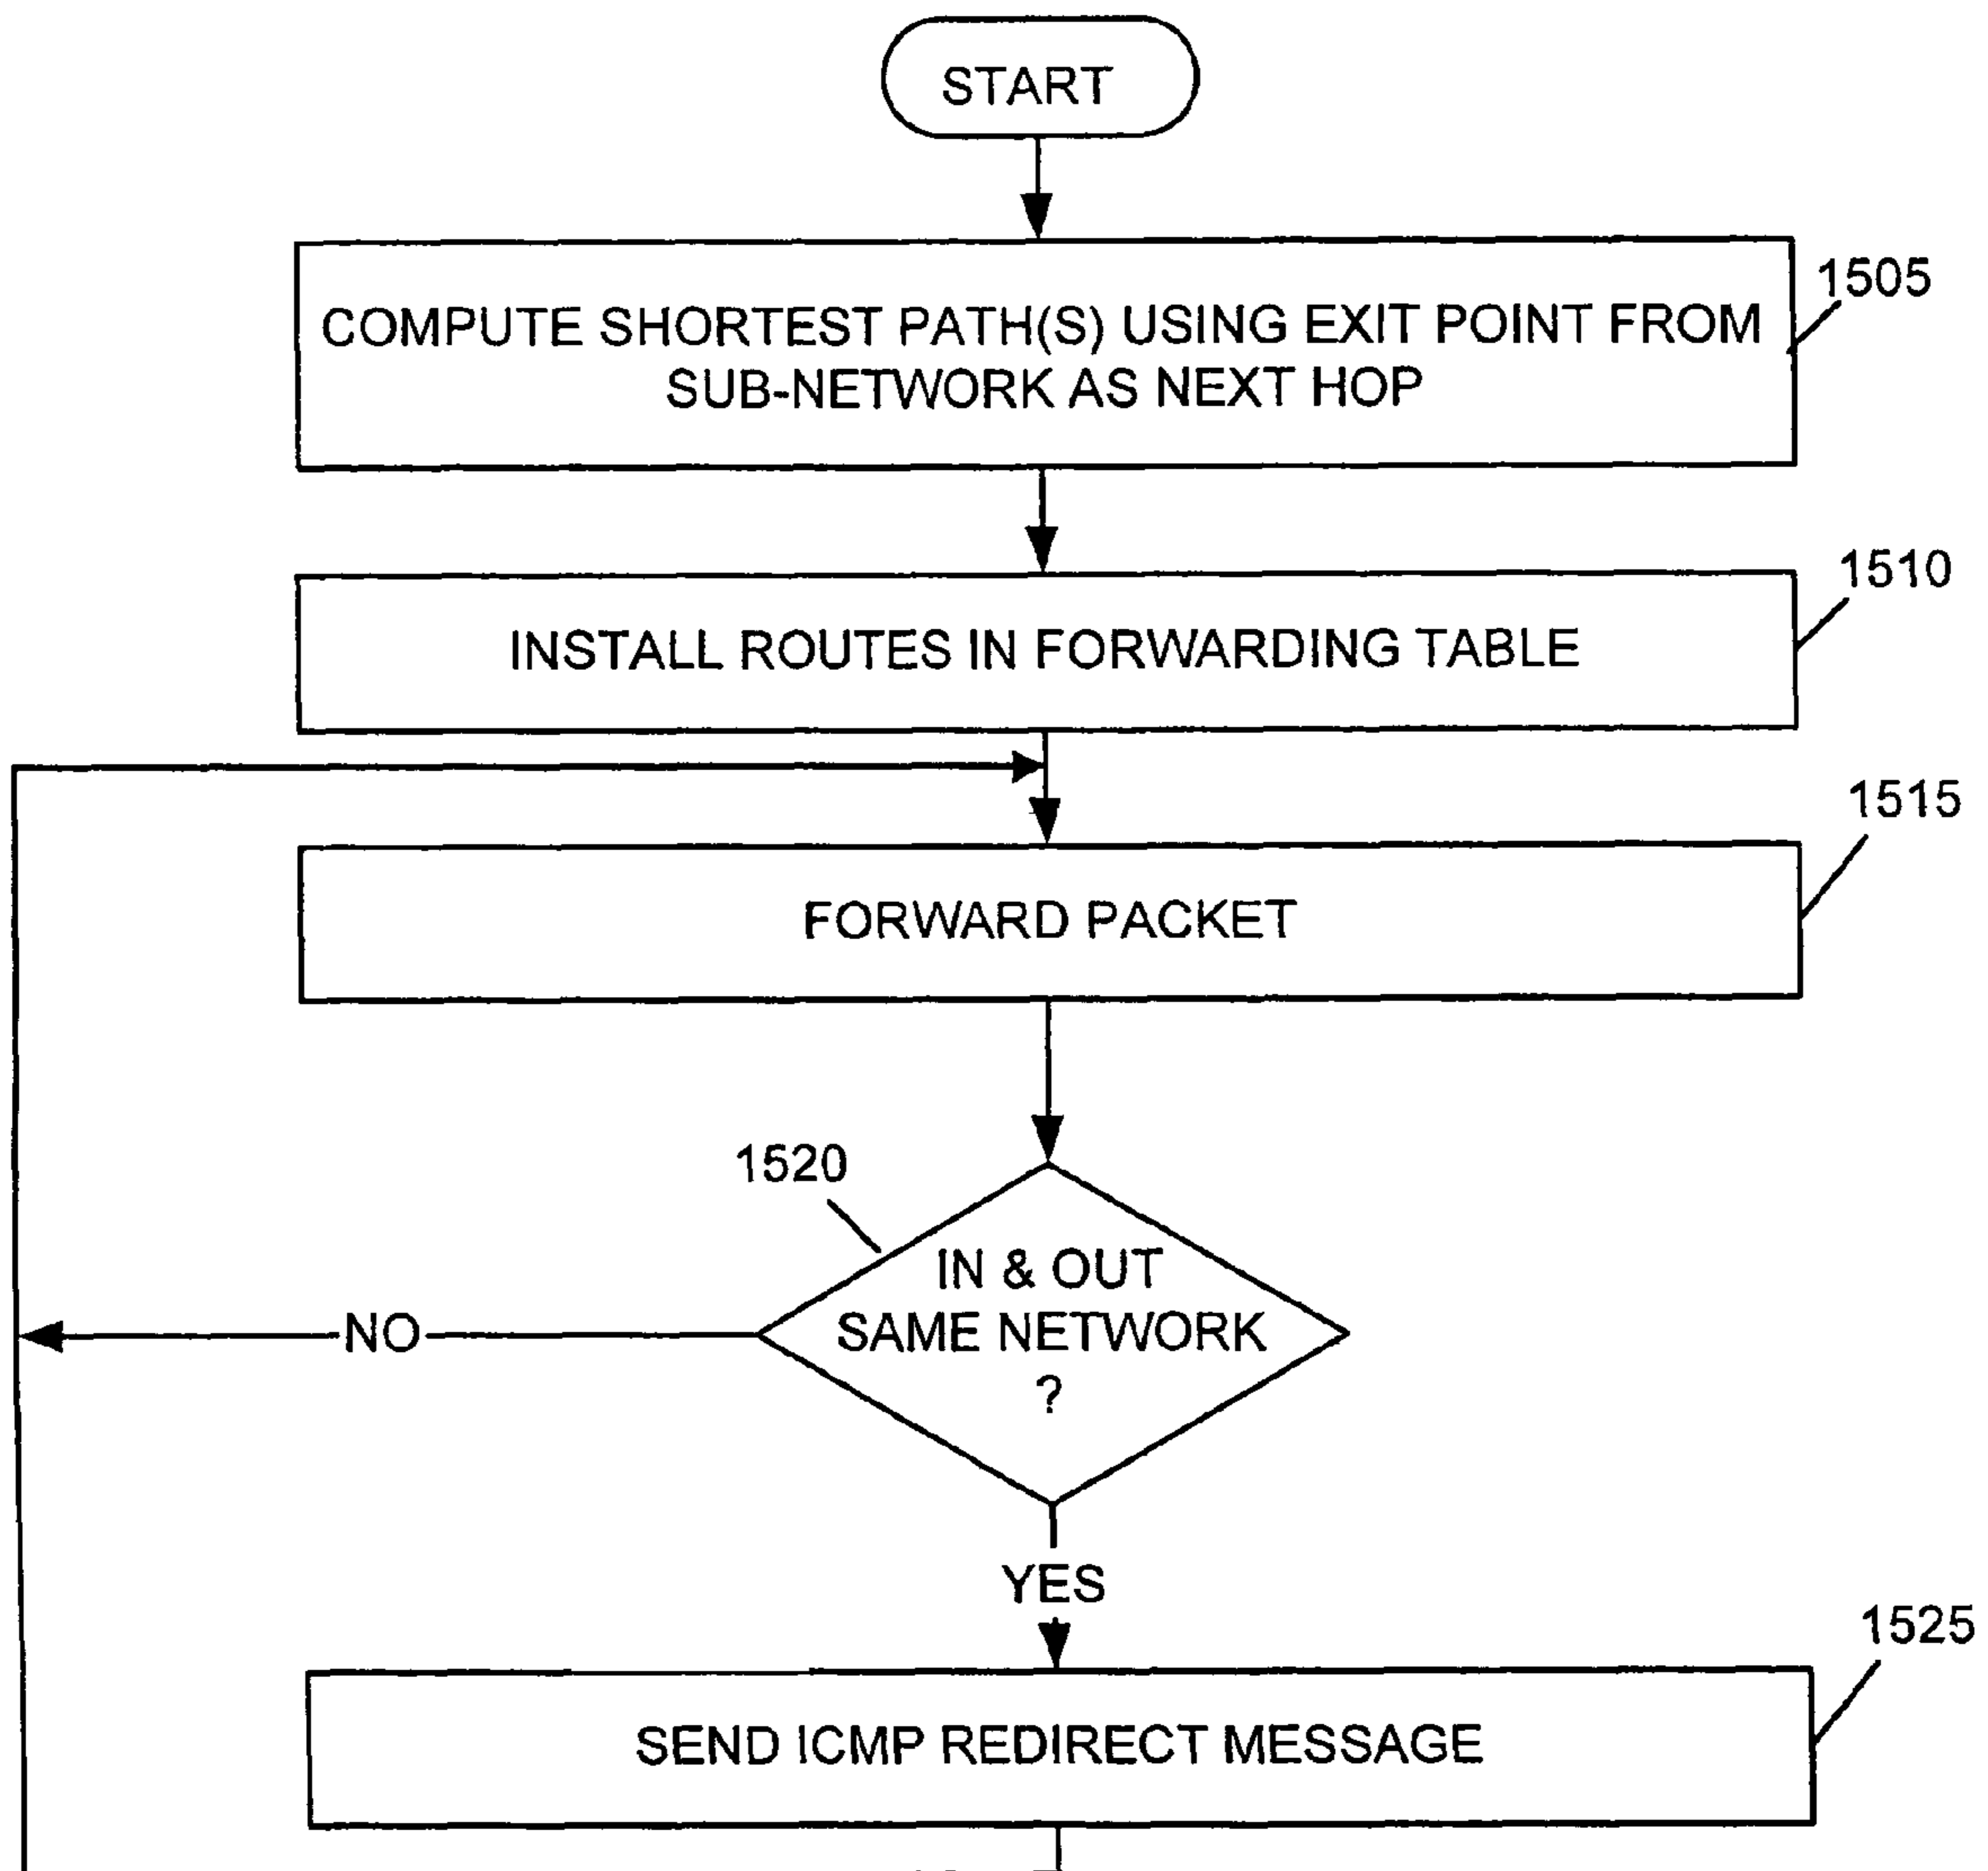 START
COMPUTE SHORTEST PATH(S) USING EXIT POINT FROM
SUB-NETWORK AS NEXT HOP
1505
INSTALL ROUTES IN FORWARDING TABLE
1510
FORWARD PACKET
1515
1520
IN & OUT
SAME NETWORK
?
NO
YES
SEND ICMP REDIRECT MESSAGE
1525